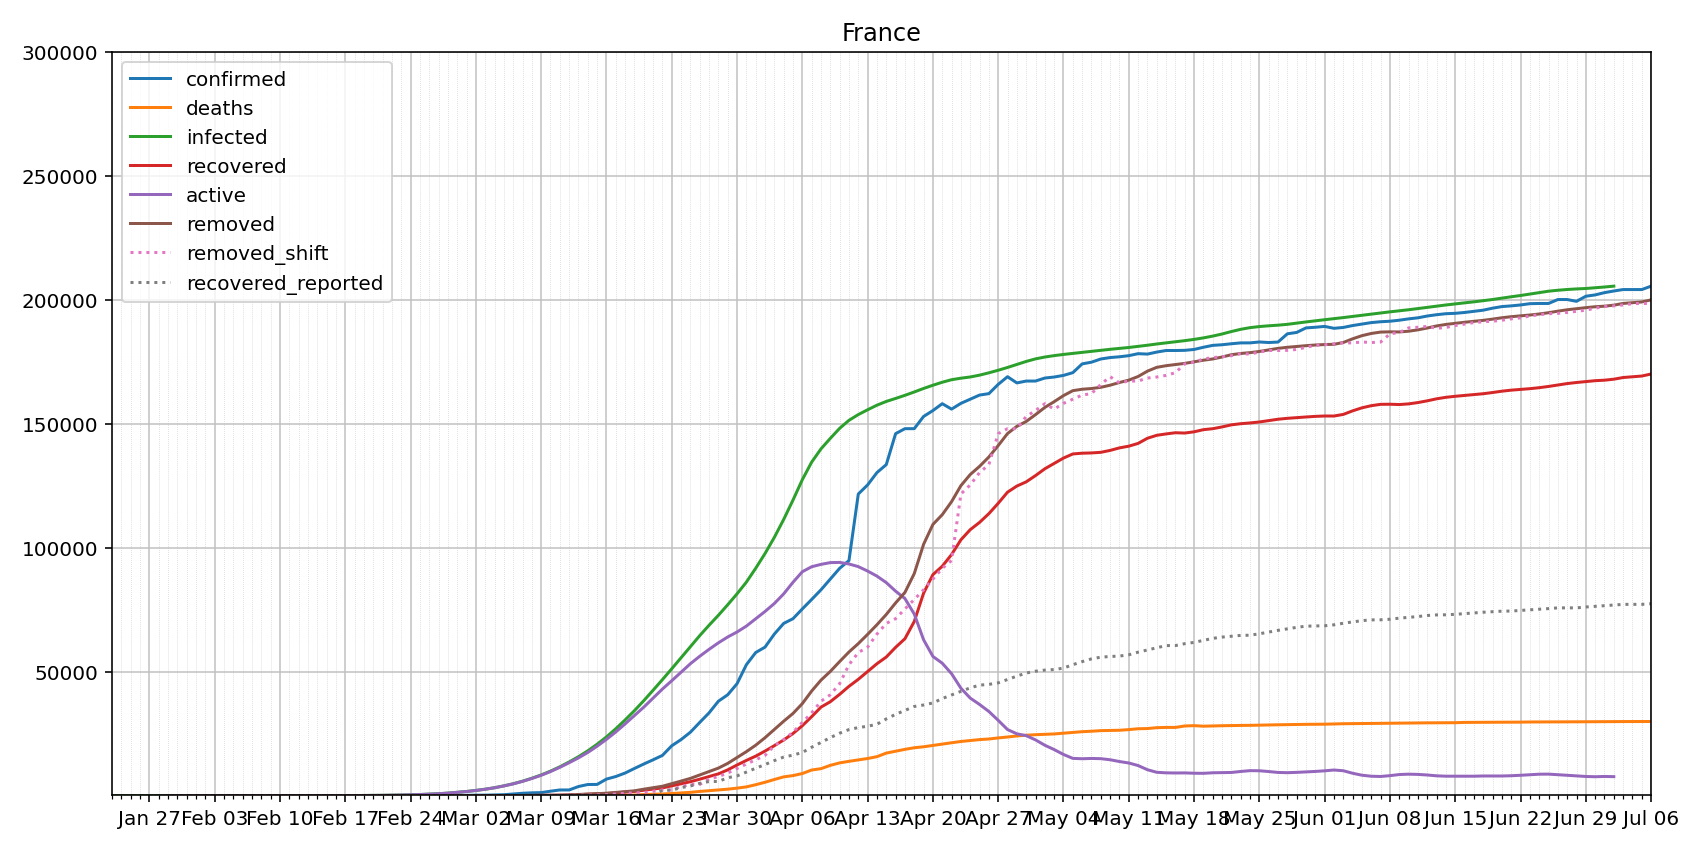 France
300000
250000
200000
150000
100000
50000
confirmed
deaths
infected
recovered
active
removed
removed_shift
recovered_reported
Jan 27 Feb 03 Feb 10 Feb 17 Feb 24 Mar 02 Mar 09 Mar 16 Mar 23 Mar 30 Apr 06 Apr 13 Apr 20 Apr 27 May 04 May 11 May 18 May 25 Jun 01 Jun 08 Jun 15 Jun 22 Jun 29 Jul 06